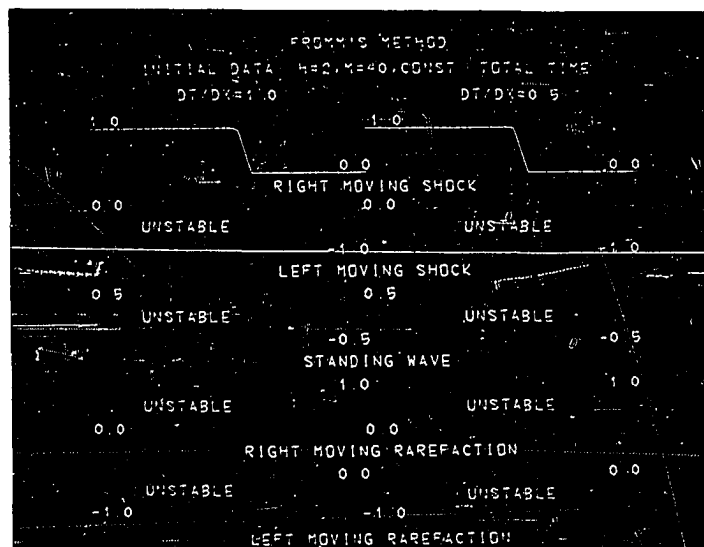 FROMM'S METHOD
INITIAL DATA: H=2,M=40,CONST TOTAL TIME
DT/DX=1.0 DT/DX=0.5
1.0 1.0
0.0 0.0
RIGHT MOVING SHOCK
0.0 0.0
UNSTABLE UNSTABLE
-1.0 -1.0
LEFT MOVING SHOCK
0.5 0.5
UNSTABLE UNSTABLE
-0.5 -0.5
STANDING WAVE
1.0 1.0
UNSTABLE UNSTABLE
0.0 0.0
RIGHT MOVING RAREFACTION
0.0 0.0
UNSTABLE UNSTABLE
-1.0 -1.0
LEFT MOVING RAREFACTION